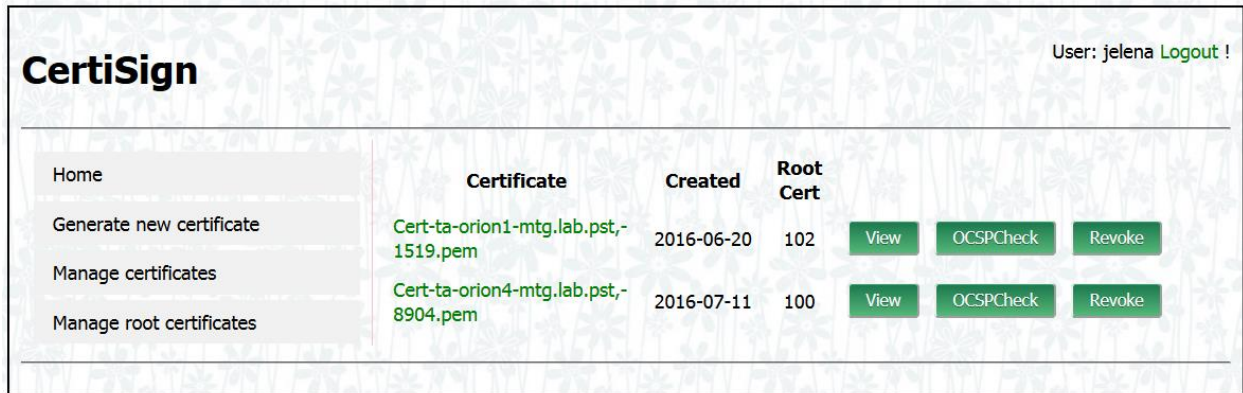 CertiSign
User: jelena Logout !
Home
Generate new certificate
Manage certificates
Manage root certificates
Certificate Created Root
Cert
Cert-ta-orion1-mtg.lab.pst,-
1519.pem
2016-06-20 102 View OCSPCheck Revoke
Cert-ta-orion4-mtg.lab.pst,-
8904.pem
2016-07-11 100 View OCSPCheck Revoke